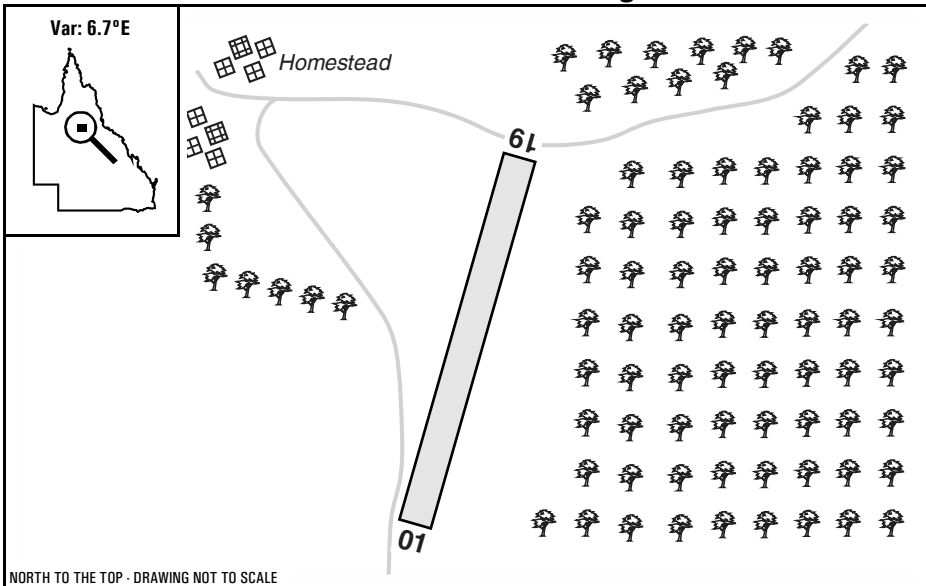 Var: 6.7°E
Homestead
19
01
NORTH TO THE TOP - DRAWING NOT TO SCALE